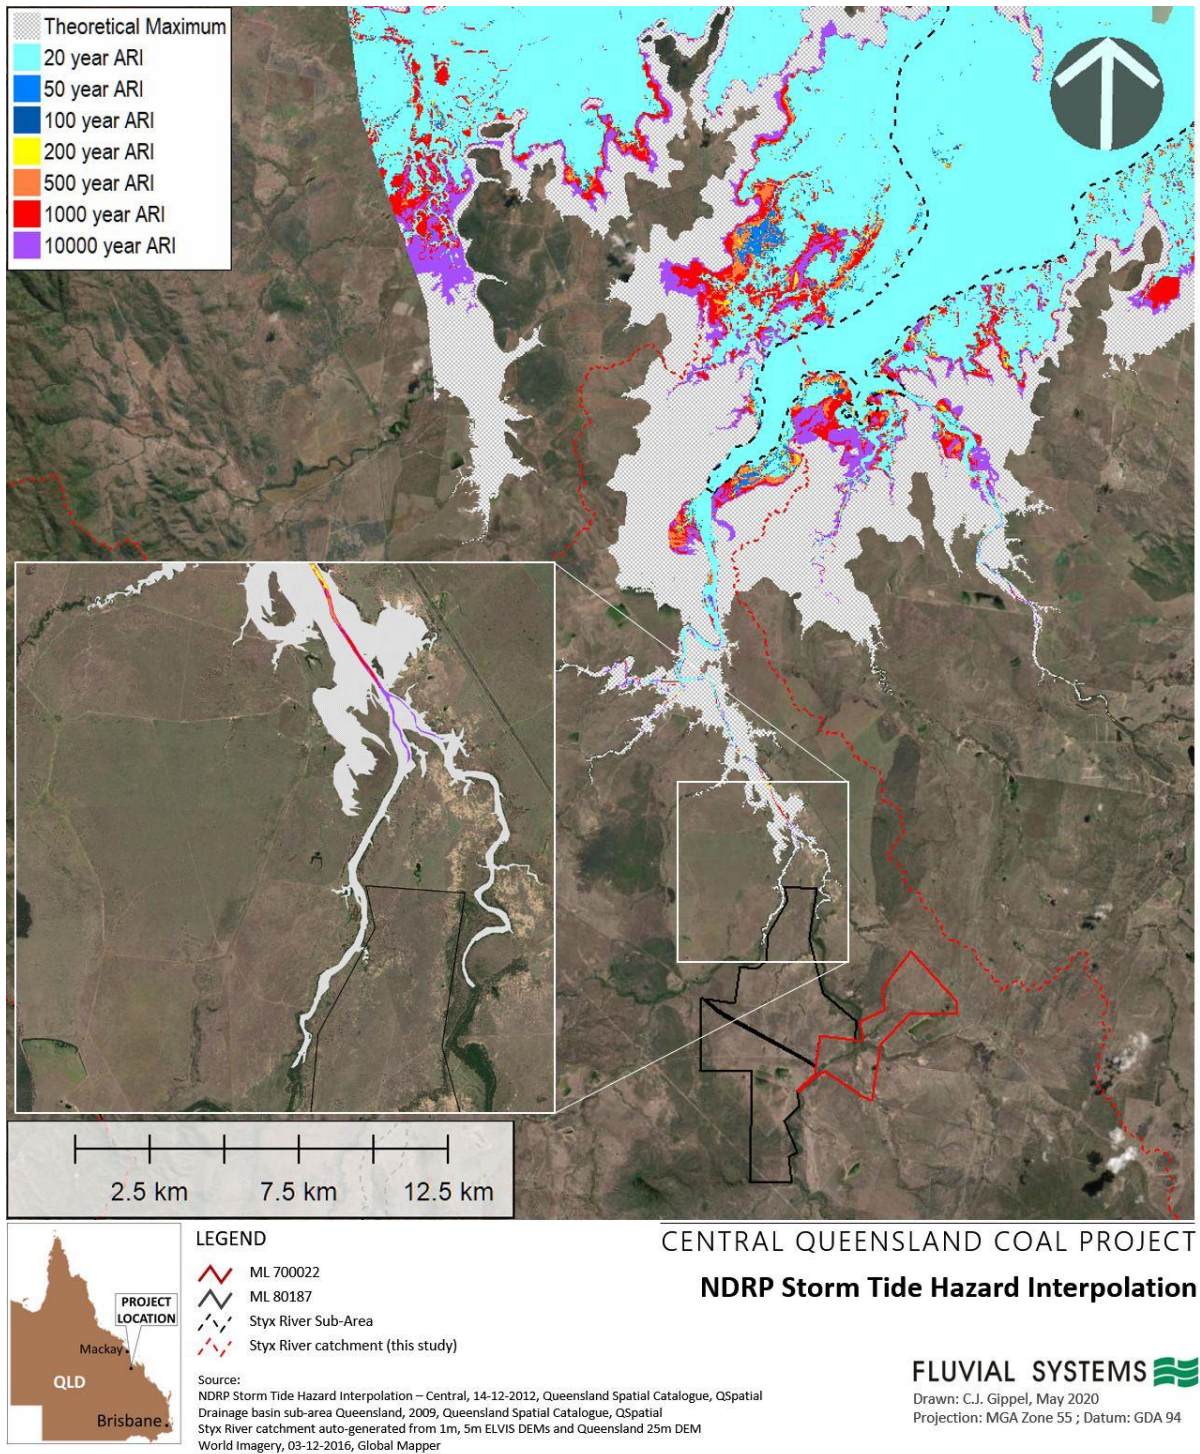 Theoretical Maximum
20 year ARI
50 year ARI
100 year ARI
200 year ARI
500 year ARI
1000 year ARI
10000 year ARI
2.5 km 7.5 km 12.5 km
PROJECT
LOCATION
Mackay
QLD
Brisbane
LEGEND
ML 700022
ML 80187
Styx River Sub-Area
Styx River catchment (this study)
Source:
NDRP Storm Tide Hazard Interpolation – Central, 14-12-2012, Queensland Spatial Catalogue, QSpatial
Drainage basin sub-area Queensland, 2009, Queensland Spatial Catalogue, QSpatial
Styx River catchment auto-generated from 1m, 5m ELVIS DEMs and Queensland 25m DEM
World Imagery, 03-12-2016, Global Mapper
CENTRAL QUEENSLAND COAL PROJECT
NDRP Storm Tide Hazard Interpolation
FLUVIAL SYSTEMS
Drawn: C.J. Gippel, May 2020
Projection: MGA Zone 55 ; Datum: GDA 94